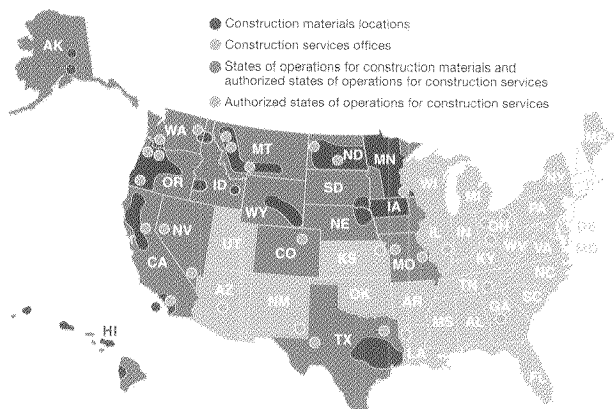 Construction materials locations
Construction services offices
States of operations for construction materials and
authorized states of operations for construction services
Authorized states of operations for construction services
AK
WA
MT
ND
MN
OR
ID
SD
WI
MI
NY
WY
IA
PA
NE
NV
UT
CO
IL
IN
OH
WV
VA
CA
KS
MO
KY
NC
AZ
NM
OK
AR
TN
SC
MS
AL
GA
TX
LA
FL
HI